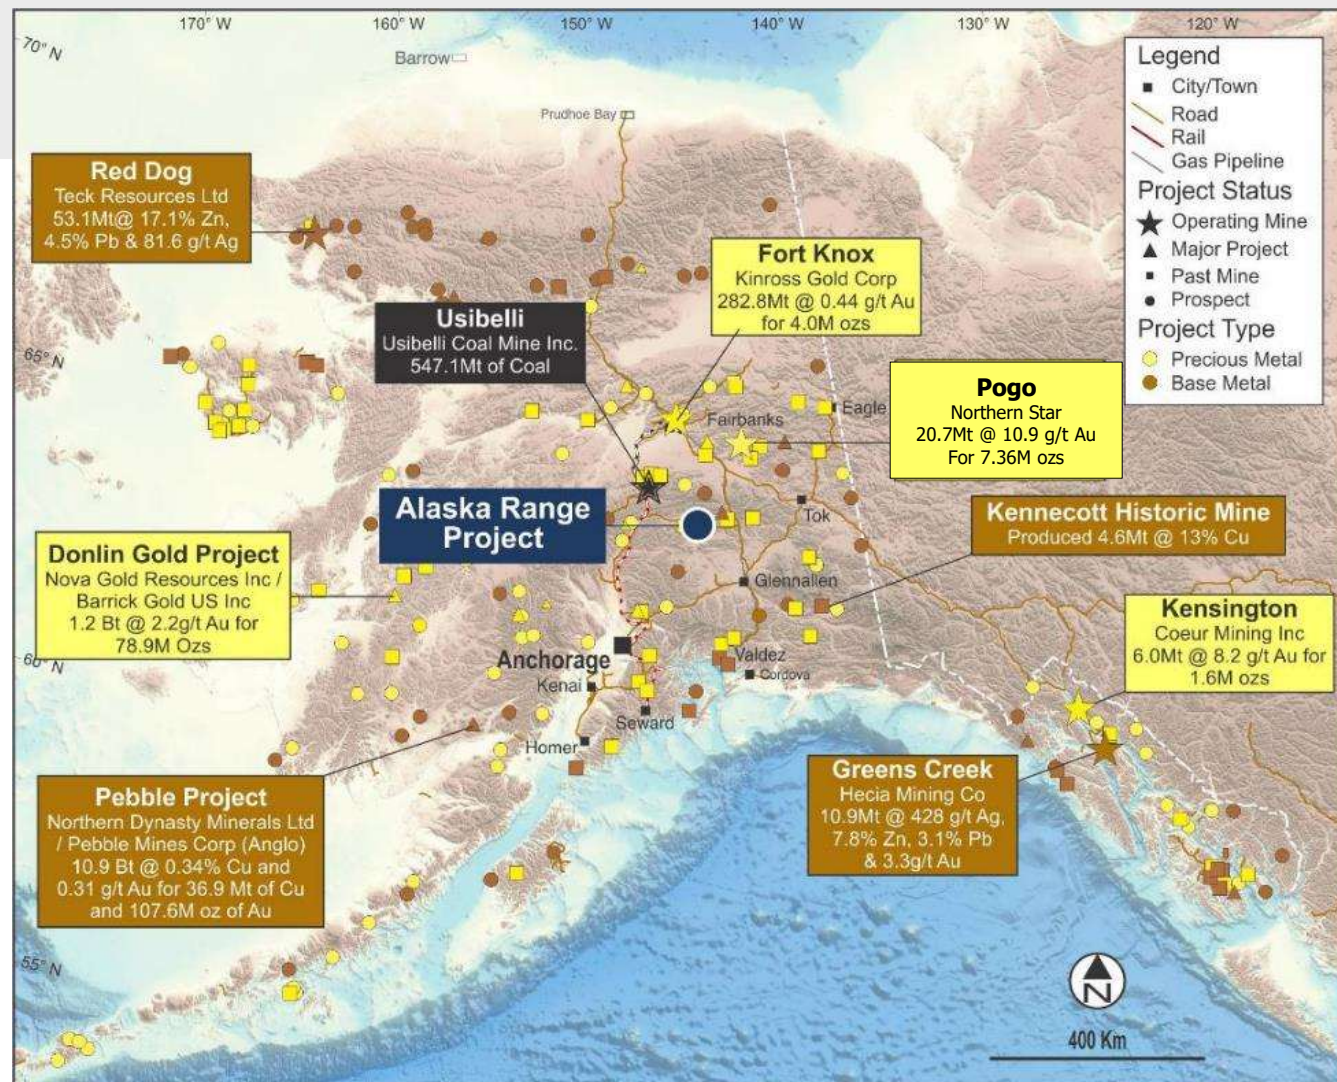 170° W
160° W
150° W
140° W
130° W
120° W
70° N
Barrow
Prudhoe Bay
Legend
City/Town
Road
Rail
Gas Pipeline
Project Status
Operating Mine
Major Project
Past Mine
Prospect
Project Type
Precious Metal
Base Metal
Red Dog
Teck Resources Ltd
53.1Mt@ 17.1% Zn,
4.5% Pb & 81.6 g/t Ag
Fort Knox
Kinross Gold Corp
282.8Mt @ 0.44 g/t Au
for 4.0M ozs
Usibelli
Usibelli Coal Mine Inc.
547.1Mt of Coal
65° N
Pogo
Northern Star
20.7Mt @ 10.9 g/t Au
For 7.36M ozs
Fairbanks
Eagle
Alaska Range
Project
Tok
Kennecott Historic Mine
Produced 4.6Mt @ 13% Cu
Donlin Gold Project
Nova Gold Resources Inc /
Barrick Gold US Inc
1.2 Bt @ 2.2g/t Au for
78.9M Ozs
Glennallen
Kensington
Coeur Mining Inc
6.0Mt @ 8.2 g/t Au for
1.6M ozs
60° N
Anchorage
Valdez
Cordova
Kenai
Seward
Homer
Greens Creek
Hecia Mining Co
10.9Mt @ 428 g/t Ag,
7.8% Zn, 3.1% Pb
& 3.3g/t Au
Pebble Project
Northern Dynasty Minerals Ltd
/ Pebble Mines Corp (Anglo)
10.9 Bt @ 0.34% Cu and
0.31 g/t Au for 36.9 Mt of Cu
and 107.6M oz of Au
55° N
N
400 Km